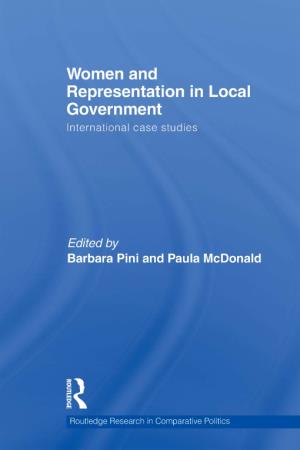 Women and
Representation in Local
Government
International case studies
Edited by
Barbara Pini and Paula McDonald
ROUTLEDGE
Routledge Research in Comparative Politics